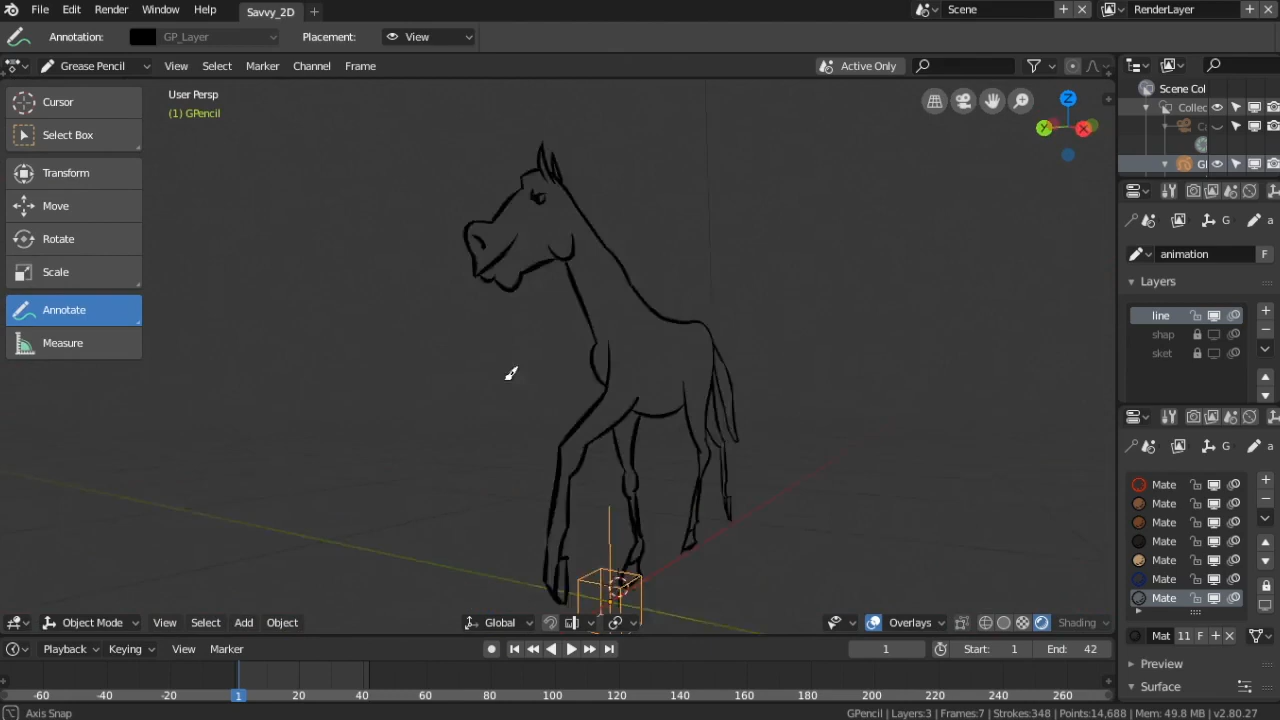 File Edit Render Window Help Savvy_2D Scene RenderLayer
Annotation: GP_Layer Placement: View
Grease Pencil View Select Marker Channel Frame Active Only
User Persp
(1) GPencil
Cursor
Select Box
Transform
Move
Rotate
Scale
Annotate
Measure
Z
Y
X
Scene Col
Collec
Ca
GI
G a
animation F
Layers
line
shap
sket
G a
Mate
Mate
Mate
Mate
Mate
Mate
Mate
Mat 11 F
Preview
Surface
Object Mode View Select Add Object Global Overlays Shading
Playback Keying View Marker 1 Start: 1 End: 42
-60 -40 -20 1 20 40 60 80 100 120 140 160 180 200 220 240 260
Axis Snap GPencil | Layers:3 | Frames:7 | Strokes:348 | Points:14,688 | Mem: 49.8 MB | v2.80.27